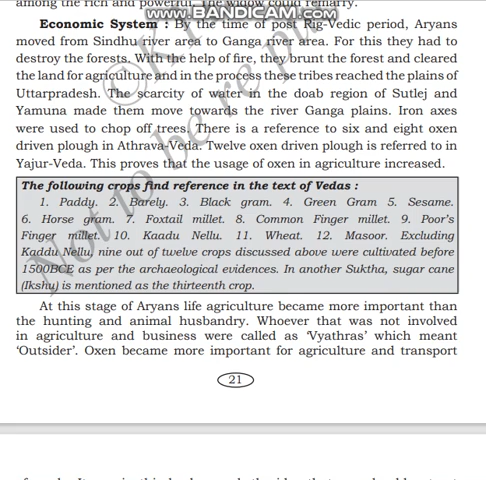 among the rich and powerful. The widow could remarry.
www.BANDICAM.com
Economic System : By the time of post Rig-Vedic period, Aryans
moved from Sindhu river area to Ganga river area. For this they had to
destroy the forests. With the help of fire, they brunt the forest and cleared
the land for agriculture and in the process these tribes reached the plains of
Uttarpradesh. The scarcity of water in the doab region of Sutlej and
Yamuna made them move towards the river Ganga plains. Iron axes
were used to chop off trees. There is a reference to six and eight oxen
driven plough in Athrava-Veda. Twelve oxen driven plough is referred to in
Yajur-Veda. This proves that the usage of oxen in agriculture increased.
The following crops find reference in the text of Vedas :
1. Paddy. 2. Barely. 3. Black gram. 4. Green Gram 5. Sesame.
6. Horse gram. 7. Foxtail millet. 8. Common Finger millet. 9. Poor's
Finger millet. 10. Kaadu Nellu. 11. Wheat. 12. Masoor. Excluding
Kaddu Nellu, nine out of twelve crops discussed above were cultivated before
1500BCE as per the archaeological evidences. In another Suktha, sugar cane
(Ikshu) is mentioned as the thirteenth crop.
At this stage of Aryans life agriculture became more important than
the hunting and animal husbandry. Whoever that was not involved
in agriculture and business were called as 'Vyathras' which meant
'Outsider'. Oxen became more important for agriculture and transport
21